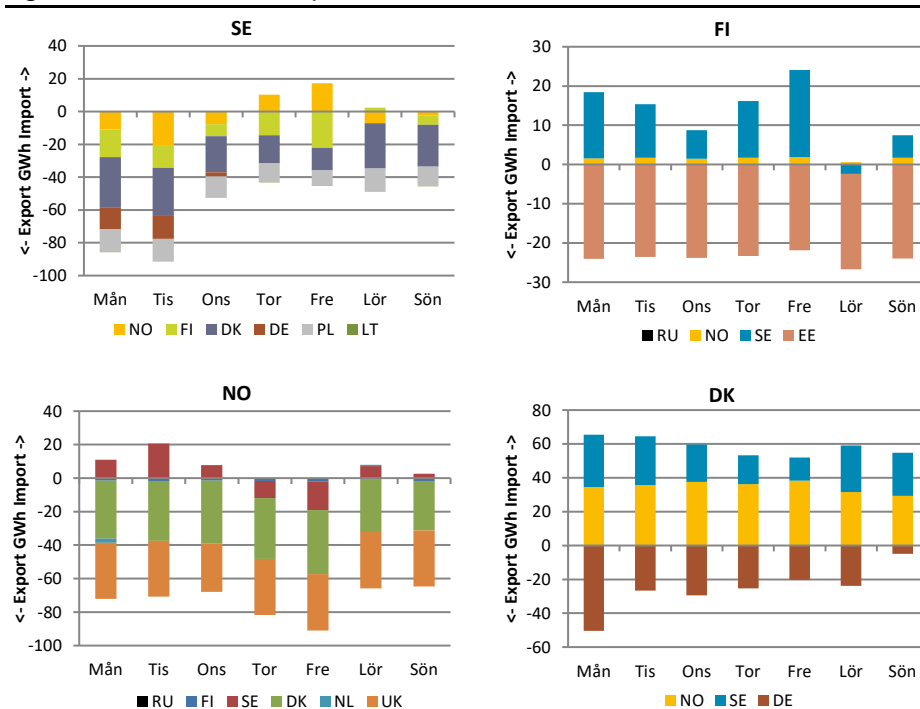 SE
<- Export GWh Import ->
40
20
0
-20
-40
-60
-80
-100
Mån Tis Ons Tor Fre Lör Sön
NO FI DK DE PL LT
FI
<- Export GWh Import ->
30
20
10
0
-10
-20
-30
Mån Tis Ons Tor Fre Lör Sön
RU NO SE EE
NO
<- Export GWh Import ->
40
20
0
-20
-40
-60
-80
-100
Mån Tis Ons Tor Fre Lör Sön
RU FI SE DK NL UK
DK
<- Export GWh Import ->
80
60
40
20
0
-20
-40
-60
Mån Tis Ons Tor Fre Lör Sön
NO SE DE